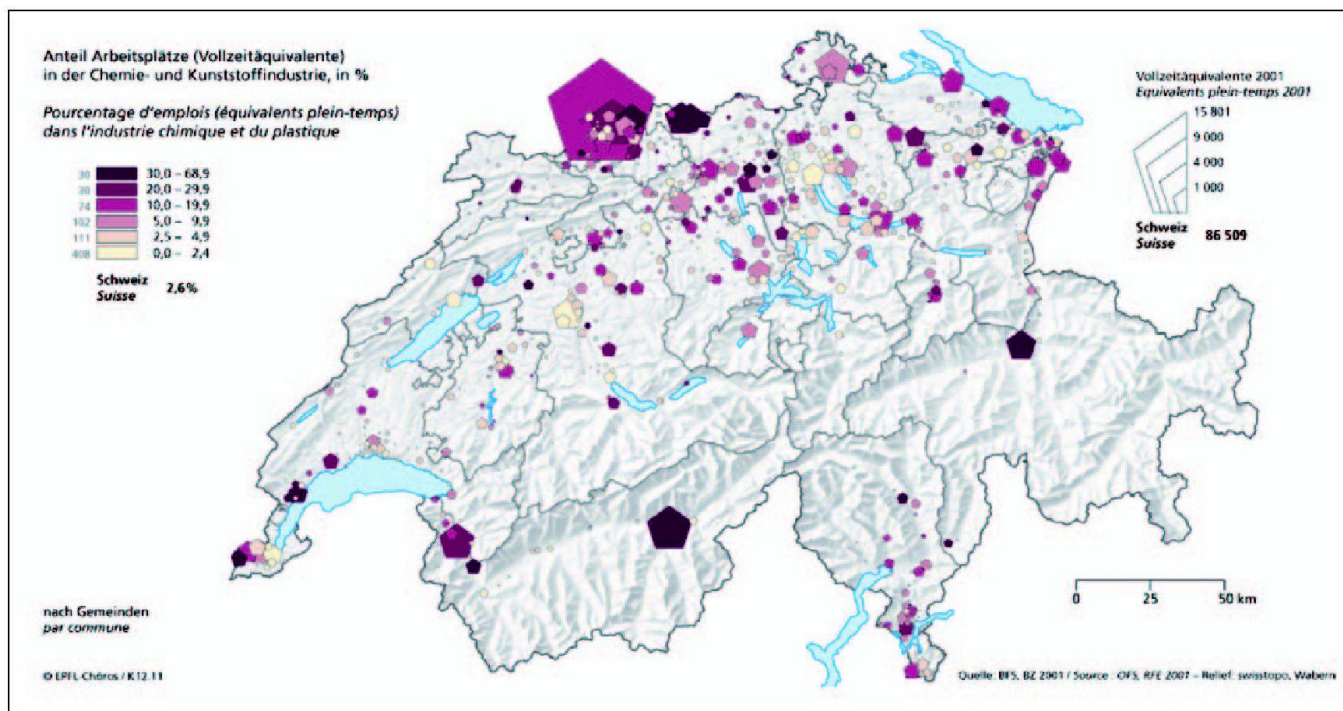 Anteil Arbeitsplätze (Vollzeitäquivalente)
in der Chemie- und Kunststoffindustrie, in %
Pourcentage d'emplois (équivalents plein-temps)
dans l'industrie chimique et du plastique
30 30,0 – 68,9
30 20,0 – 29,9
74 10,0 – 19,9
102 5,0 – 9,9
111 2,5 – 4,9
408 0,0 – 2,4
Schweiz
Suisse 2,6%
Vollzeitäquivalente 2001
Equivalents plein-temps 2001
15 801
9 000
4 000
1 000
Schweiz
Suisse 86 509
0 25 50 km
nach Gemeinden
par commune
© EPFL-Chôros / K12.11
Quelle: BFS, BZ 2001 / Source : OFS, RFE 2001 – Relief: swisstopo, Wabern